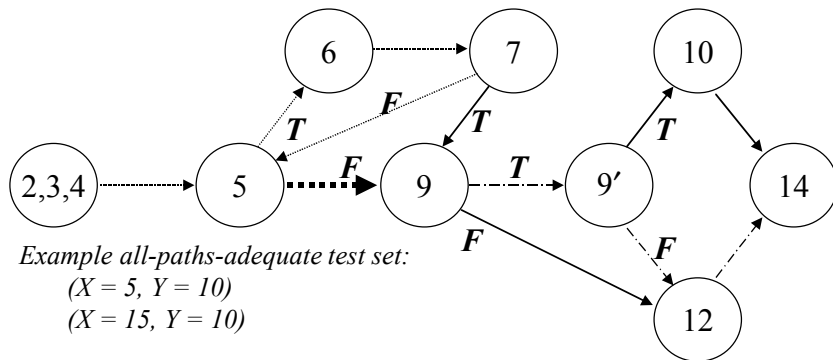 6 7 10
F
T T T
2,3,4 5 F 9 T 9′ 14
F F
Example all-paths-adequate test set:
(X = 5, Y = 10)
(X = 15, Y = 10)
12